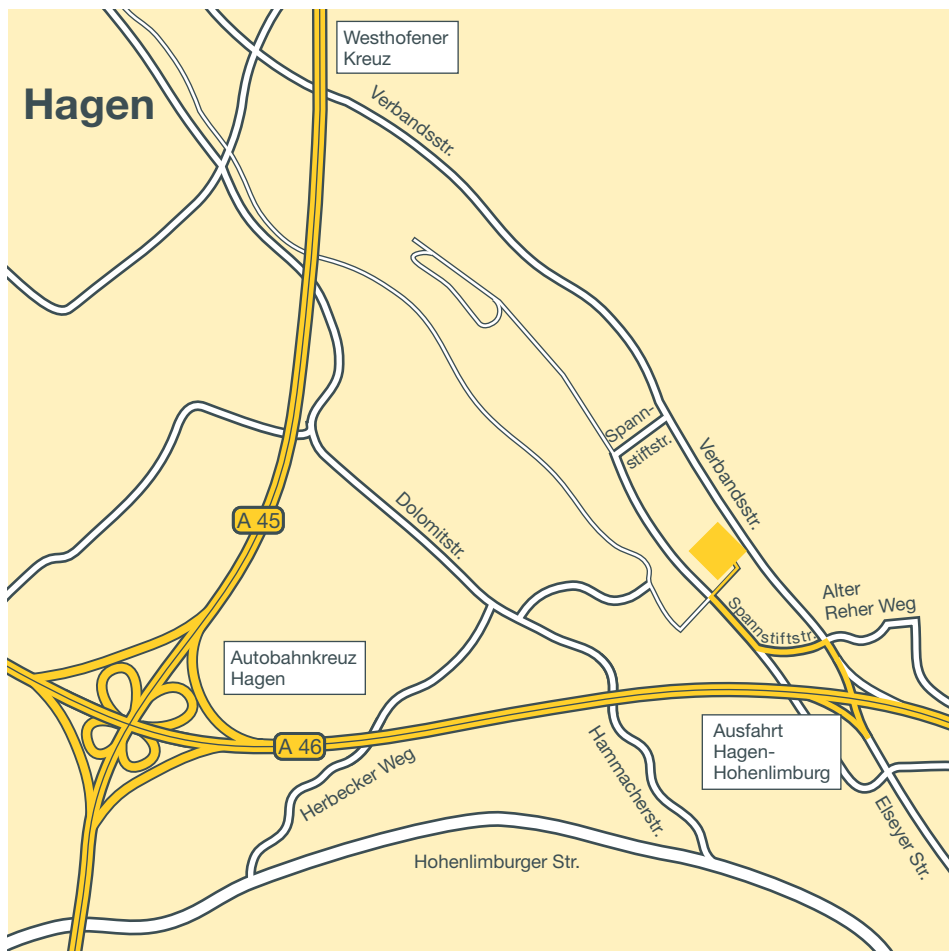 Westhofener
Kreuz
Hagen
Verbandsstr.
Spann-
stiftstr.
Verbandsstr.
Dolomitstr.
A 45
Alter
Reher Weg
Spannstiftstr.
Autobahnkreuz
Hagen
A 46
Ausfahrt
Hagen-
Hohenlimburg
Herbecker Weg
Hammacherstr.
Elseyer Str.
Hohenlimburger Str.